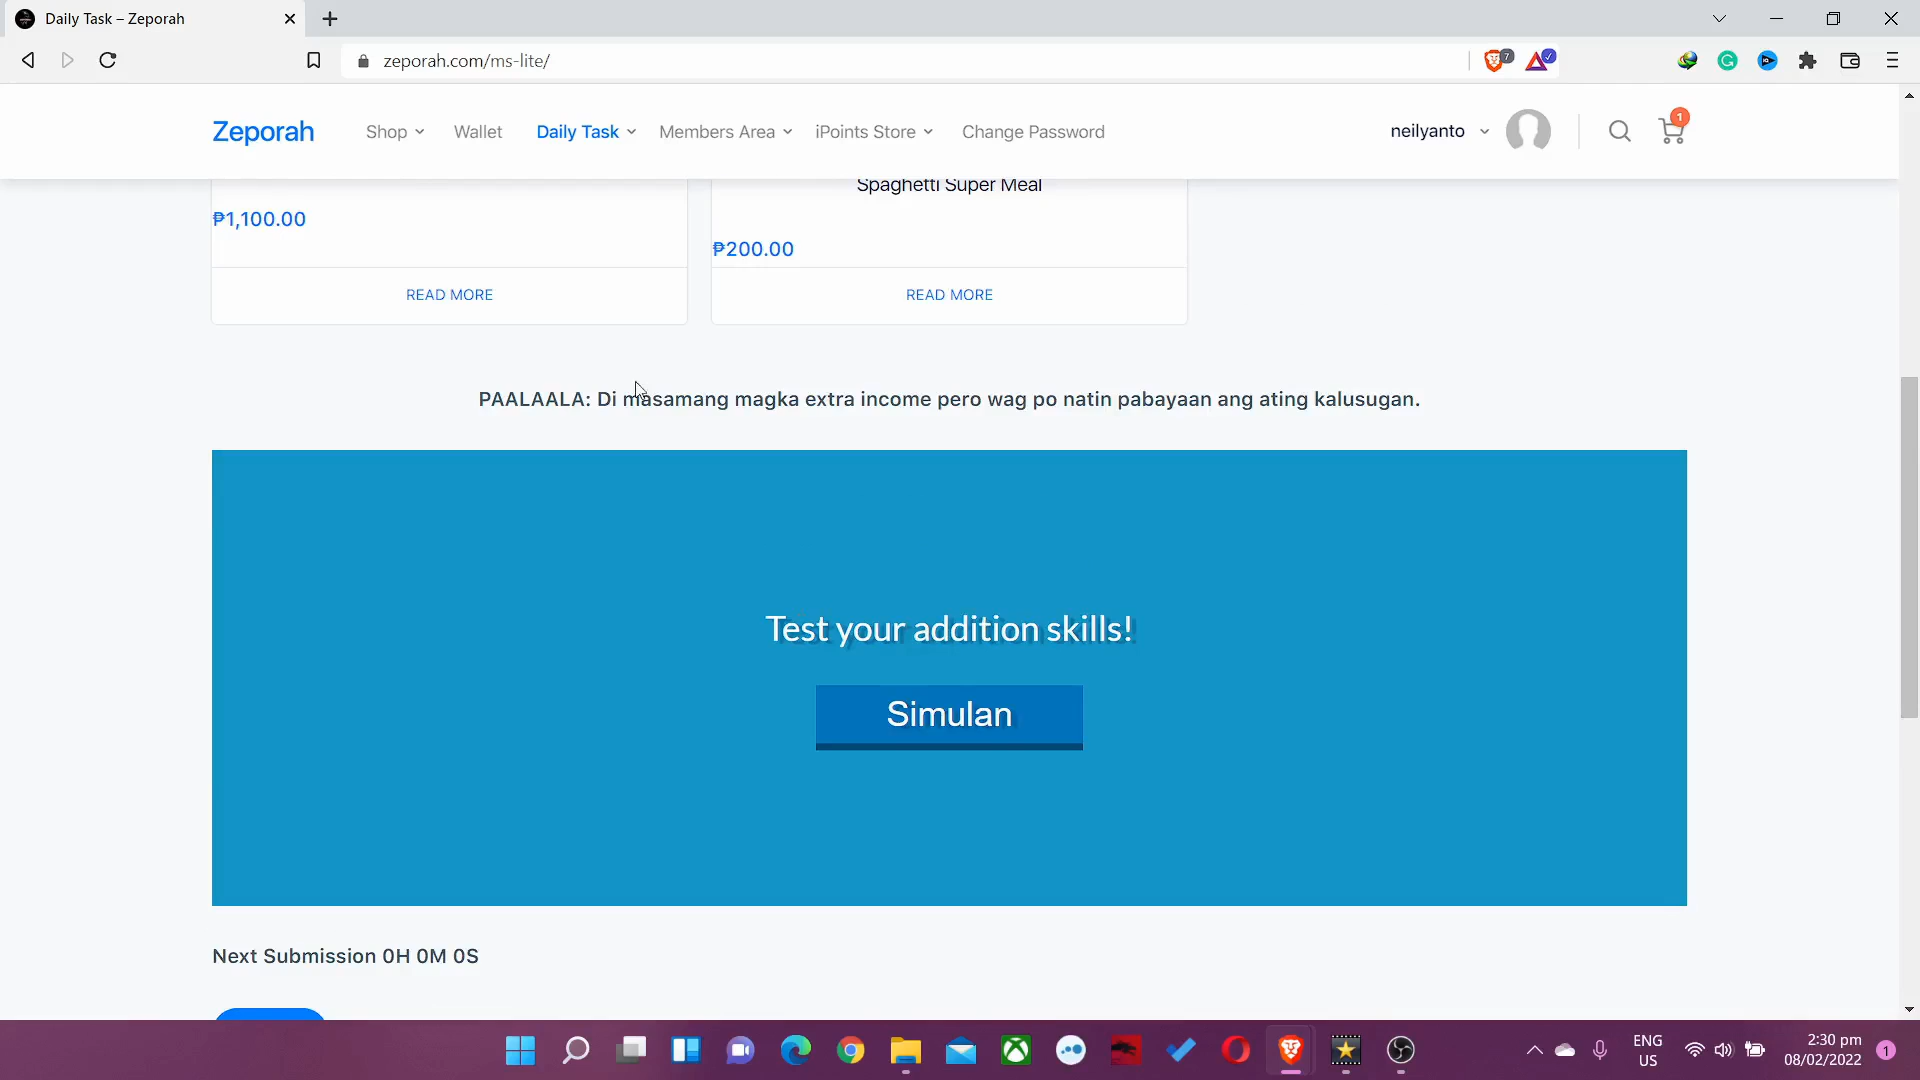 Daily Task – Zeporah
zeporah.com/ms-lite/
7
Zeporah
Shop
Wallet
Daily Task
Members Area
iPoints Store
Change Password
neilyanto
1
Spaghetti Super Meal
₱1,100.00
₱200.00
READ MORE
READ MORE
PAALAALA: Di masamang magka extra income pero wag po natin pabayaan ang ating kalusugan.
Test your addition skills!
Simulan
Next Submission 0H 0M 0S
ENG
US
2:30 pm
08/02/2022
1